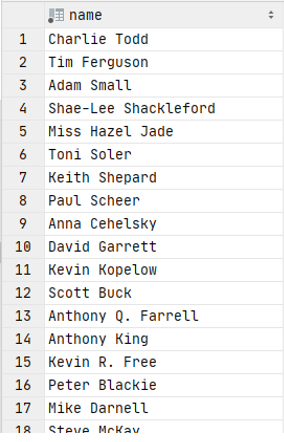 name
1 Charlie Todd
2 Tim Ferguson
3 Adam Small
4 Shae-Lee Shackleford
5 Miss Hazel Jade
6 Toni Soler
7 Keith Shepard
8 Paul Scheer
9 Anna Cehelsky
10 David Garrett
11 Kevin Kopelow
12 Scott Buck
13 Anthony Q. Farrell
14 Anthony King
15 Kevin R. Free
16 Peter Blackie
17 Mike Darnell
18 Steve McKay